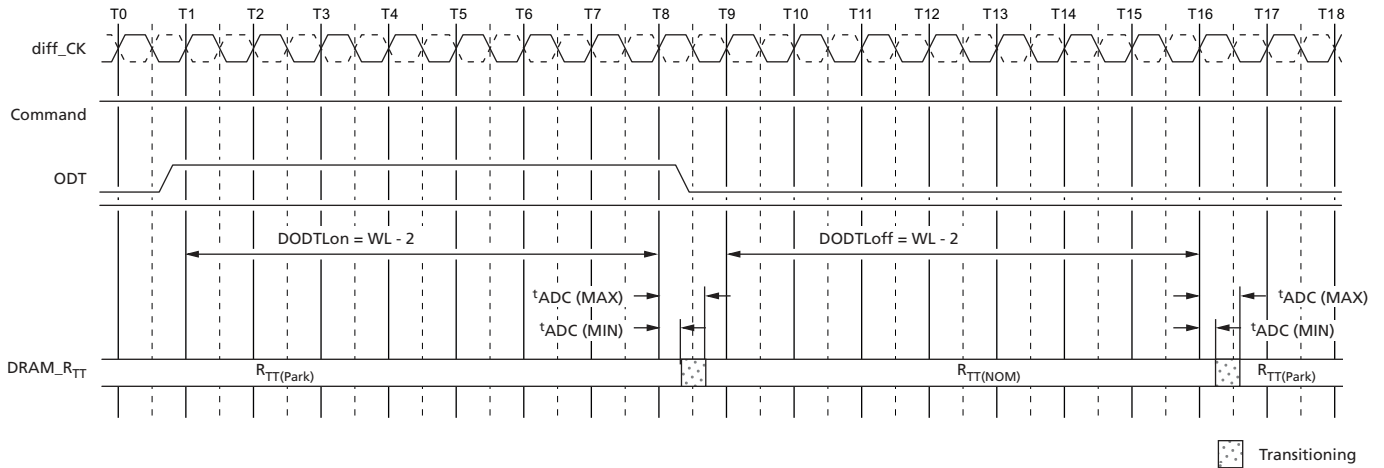 T0 T1 T2 T3 T4 T5 T6 T7 T8 T9 T10 T11 T12 T13 T14 T15 T16 T17 T18
diff_CK
Command
ODT
DODTLon = WL - 2 DODTLoff = WL - 2
tADC (MAX) tADC (MAX)
tADC (MIN) tADC (MIN)
DRAM_RTT RTT(Park) RTT(NOM) RTT(Park)
Transitioning